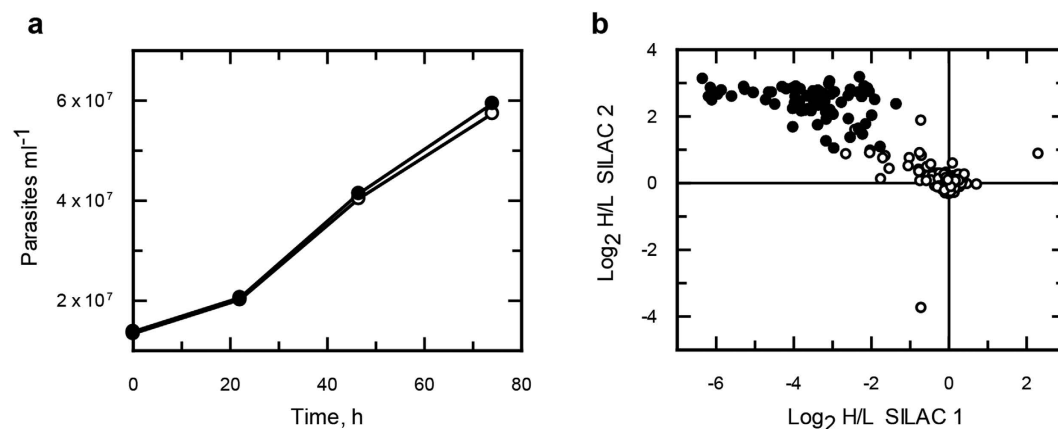 a
Parasites ml⁻¹
6 x 10⁷
4 x 10⁷
2 x 10⁷
0 20 40 60 80
Time, h
b
Log₂ H/L SILAC 2
4
2
0
-2
-4
-6 -4 -2 0 2
Log₂ H/L SILAC 1